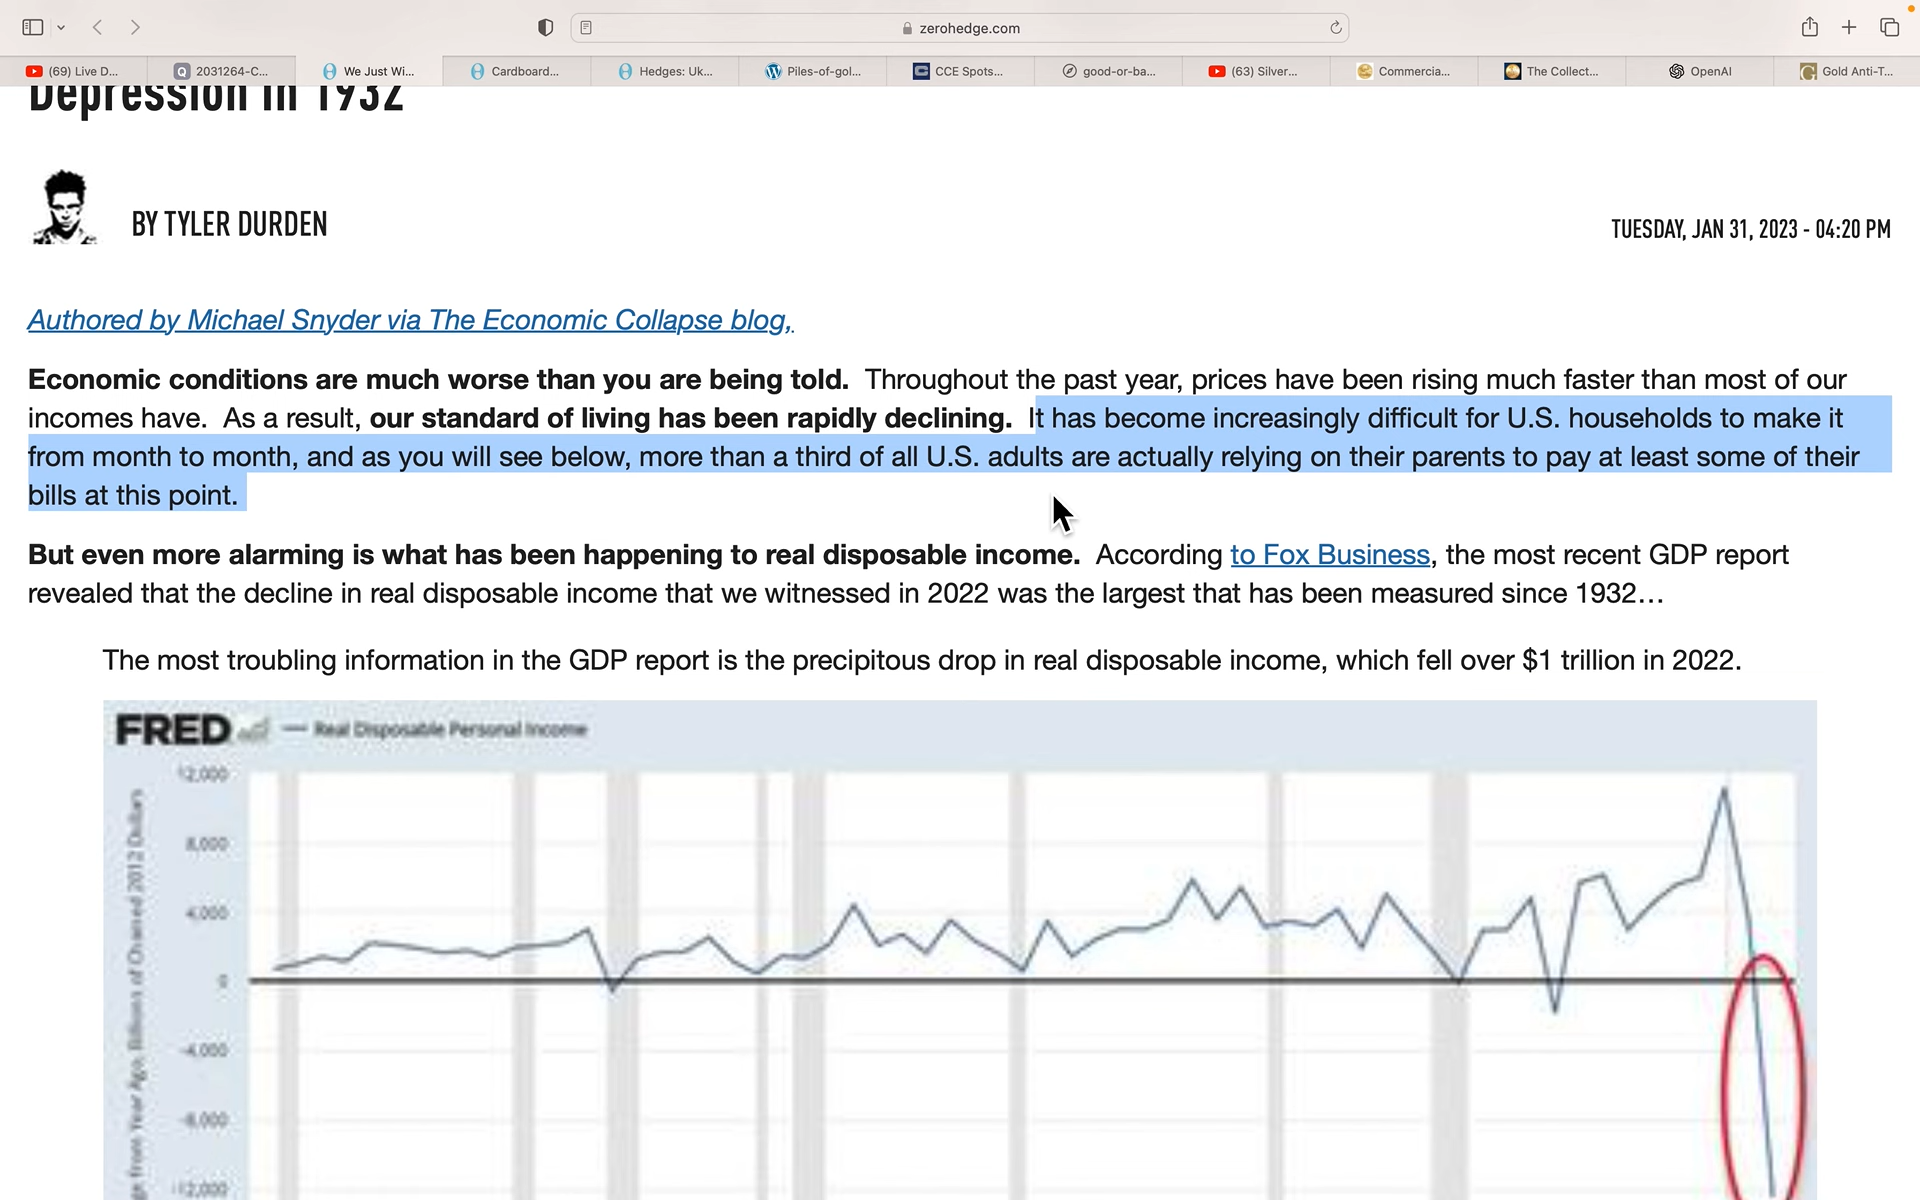 zerohedge.com
(69) Live D...
2031264-C...
We Just Wi...
Cardboard...
Hedges: Uk...
Piles-of-gol...
CCE Spots...
good-or-ba...
(63) Silver...
Commercia...
The Collect...
OpenAI
Gold Anti-T...
Depression in 1932
BY TYLER DURDEN
TUESDAY, JAN 31, 2023 - 04:20 PM
Authored by Michael Snyder via The Economic Collapse blog,
Economic conditions are much worse than you are being told. Throughout the past year, prices have been rising much faster than most of our
incomes have. As a result, our standard of living has been rapidly declining. It has become increasingly difficult for U.S. households to make it
from month to month, and as you will see below, more than a third of all U.S. adults are actually relying on their parents to pay at least some of their
bills at this point.
But even more alarming is what has been happening to real disposable income. According to Fox Business, the most recent GDP report
revealed that the decline in real disposable income that we witnessed in 2022 was the largest that has been measured since 1932…
The most troubling information in the GDP report is the precipitous drop in real disposable income, which fell over $1 trillion in 2022.
FRED — Real Disposable Personal Income
12,000
8,000
4,000
0
-4,000
-8,000
-12,000
from Year Ago, Billions of Chained 2012 Dollars